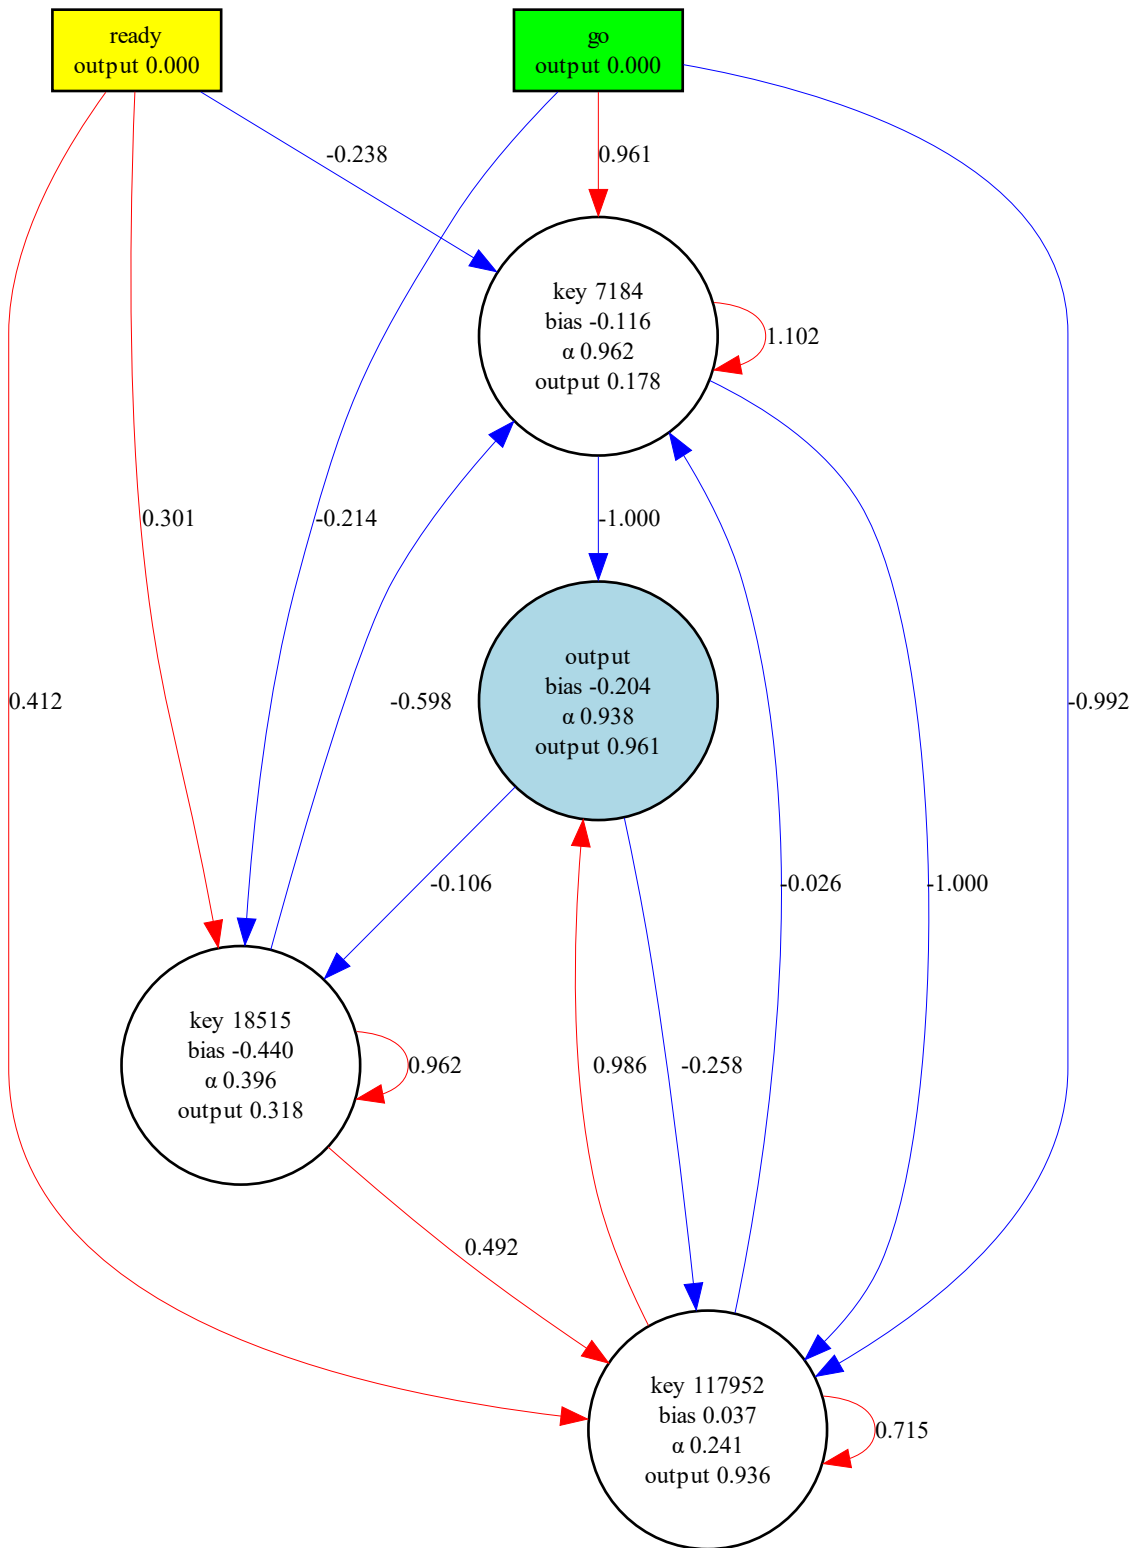 ready
output 0.000
go
output 0.000
-0.238
0.961
key 7184
bias -0.116
α 0.962
output 0.178
1.102
0.301
-0.214
-1.000
output
bias -0.204
α 0.938
output 0.961
0.412
-0.598
-0.992
-0.106
-0.026
-1.000
key 18515
bias -0.440
α 0.396
output 0.318
0.962
0.986
-0.258
0.492
key 117952
bias 0.037
α 0.241
output 0.936
0.715